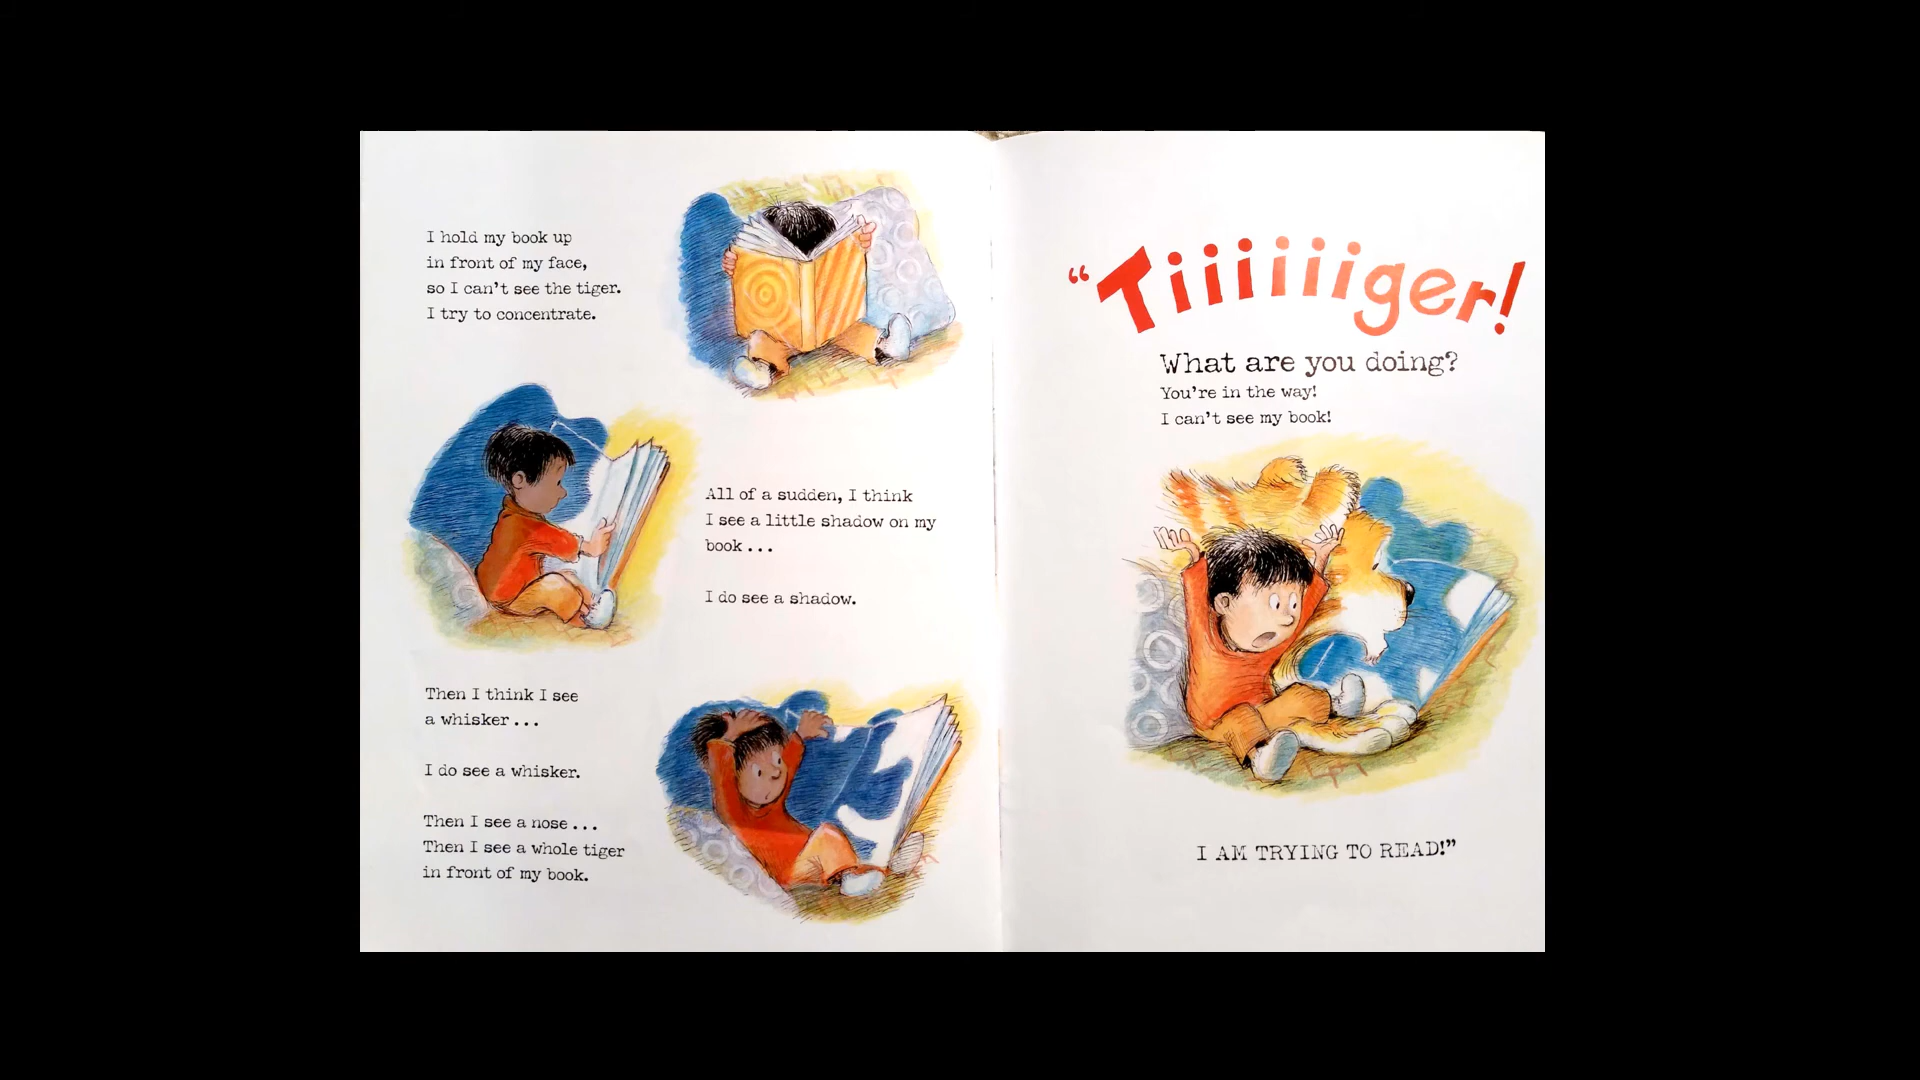 I hold my book up
in front of my face,
so I can't see the tiger.
I try to concentrate.
All of a sudden, I think
I see a little shadow on my
book...
I do see a shadow.
Then I think I see
a whisker...
I do see a whisker.
Then I see a nose...
Then I see a whole tiger
in front of my book.
“Tiiiiiiiger!
What are you doing?
You're in the way!
I can't see my book!
I AM TRYING TO READ!”